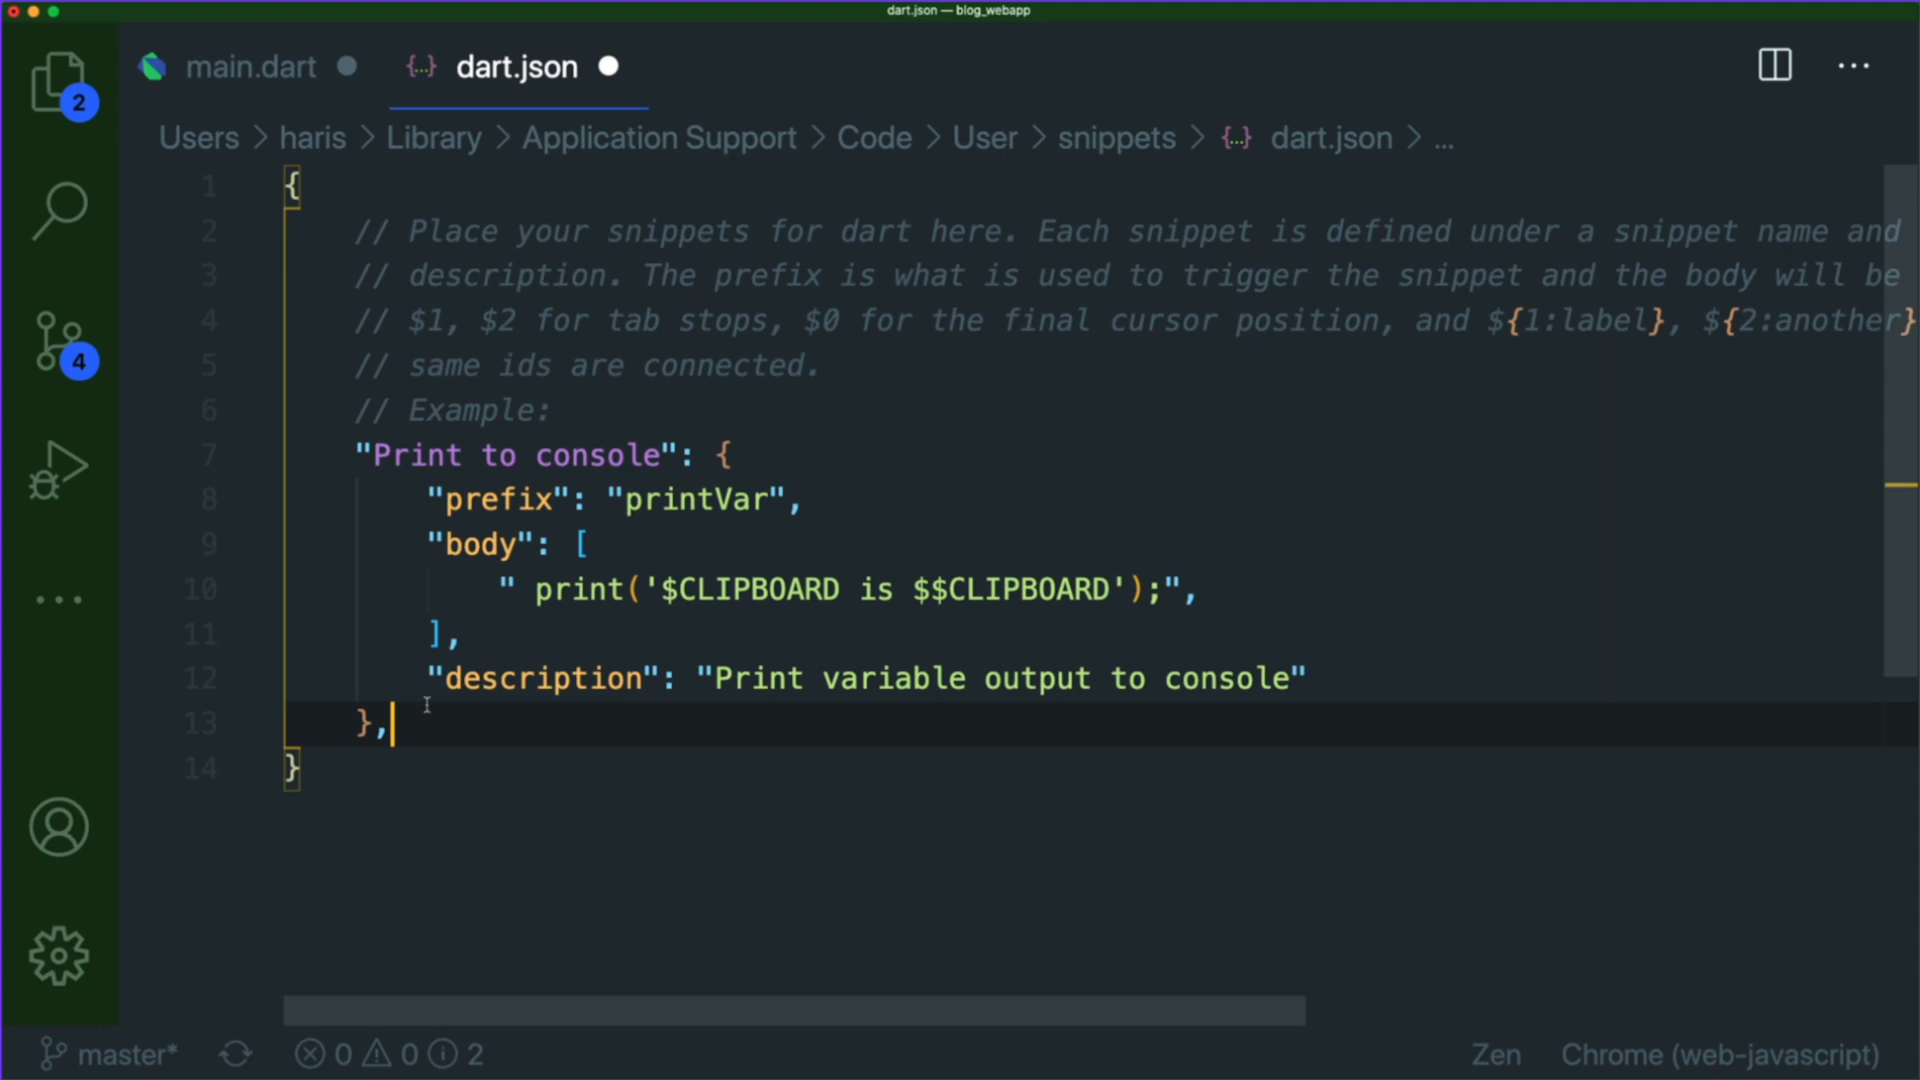 dart.json — blog_webapp
main.dart
{..} dart.json
Users > haris > Library > Application Support > Code > User > snippets > {..} dart.json > ...
2
4
1 {
2 // Place your snippets for dart here. Each snippet is defined under a snippet name and
3 // description. The prefix is what is used to trigger the snippet and the body will be
4 // $1, $2 for tab stops, $0 for the final cursor position, and ${1:label}, ${2:another}
5 // same ids are connected.
6 // Example:
7 "Print to console": {
8 "prefix": "printVar",
9 "body": [
10 " print('$CLIPBOARD is $$CLIPBOARD');",
11 ],
12 "description": "Print variable output to console"
13 },
14 }
master* 0 0 2 Zen Chrome (web-javascript)